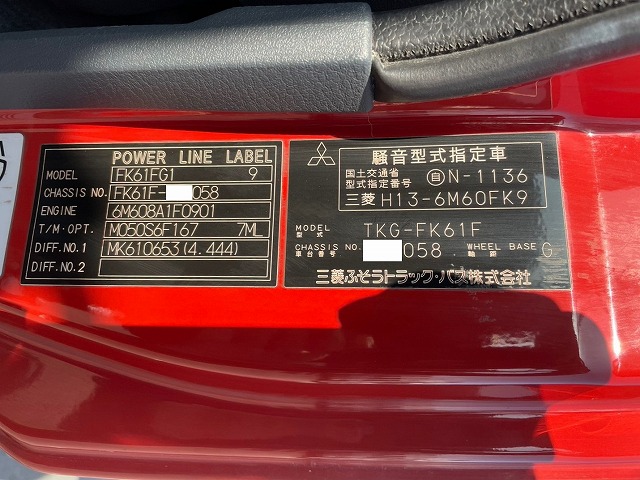 POWER LINE LABEL
MODEL FK61FG1 9
CHASSIS NO. FK61F- 058
ENGINE 6M608A1F0901
T/M・OPT. M050S6F167 7ML
DIFF.NO.1 MK610653(4.444)
DIFF.NO.2
騒音型式指定車
国土交通省
型式指定番号 自N-1136
三菱 H13-6M60FK9
MODEL
型式 TKG-FK61F
CHASSIS NO.
車台番号 058 WHEEL BASE
軸距 G
三菱ふそうトラック・バス株式会社